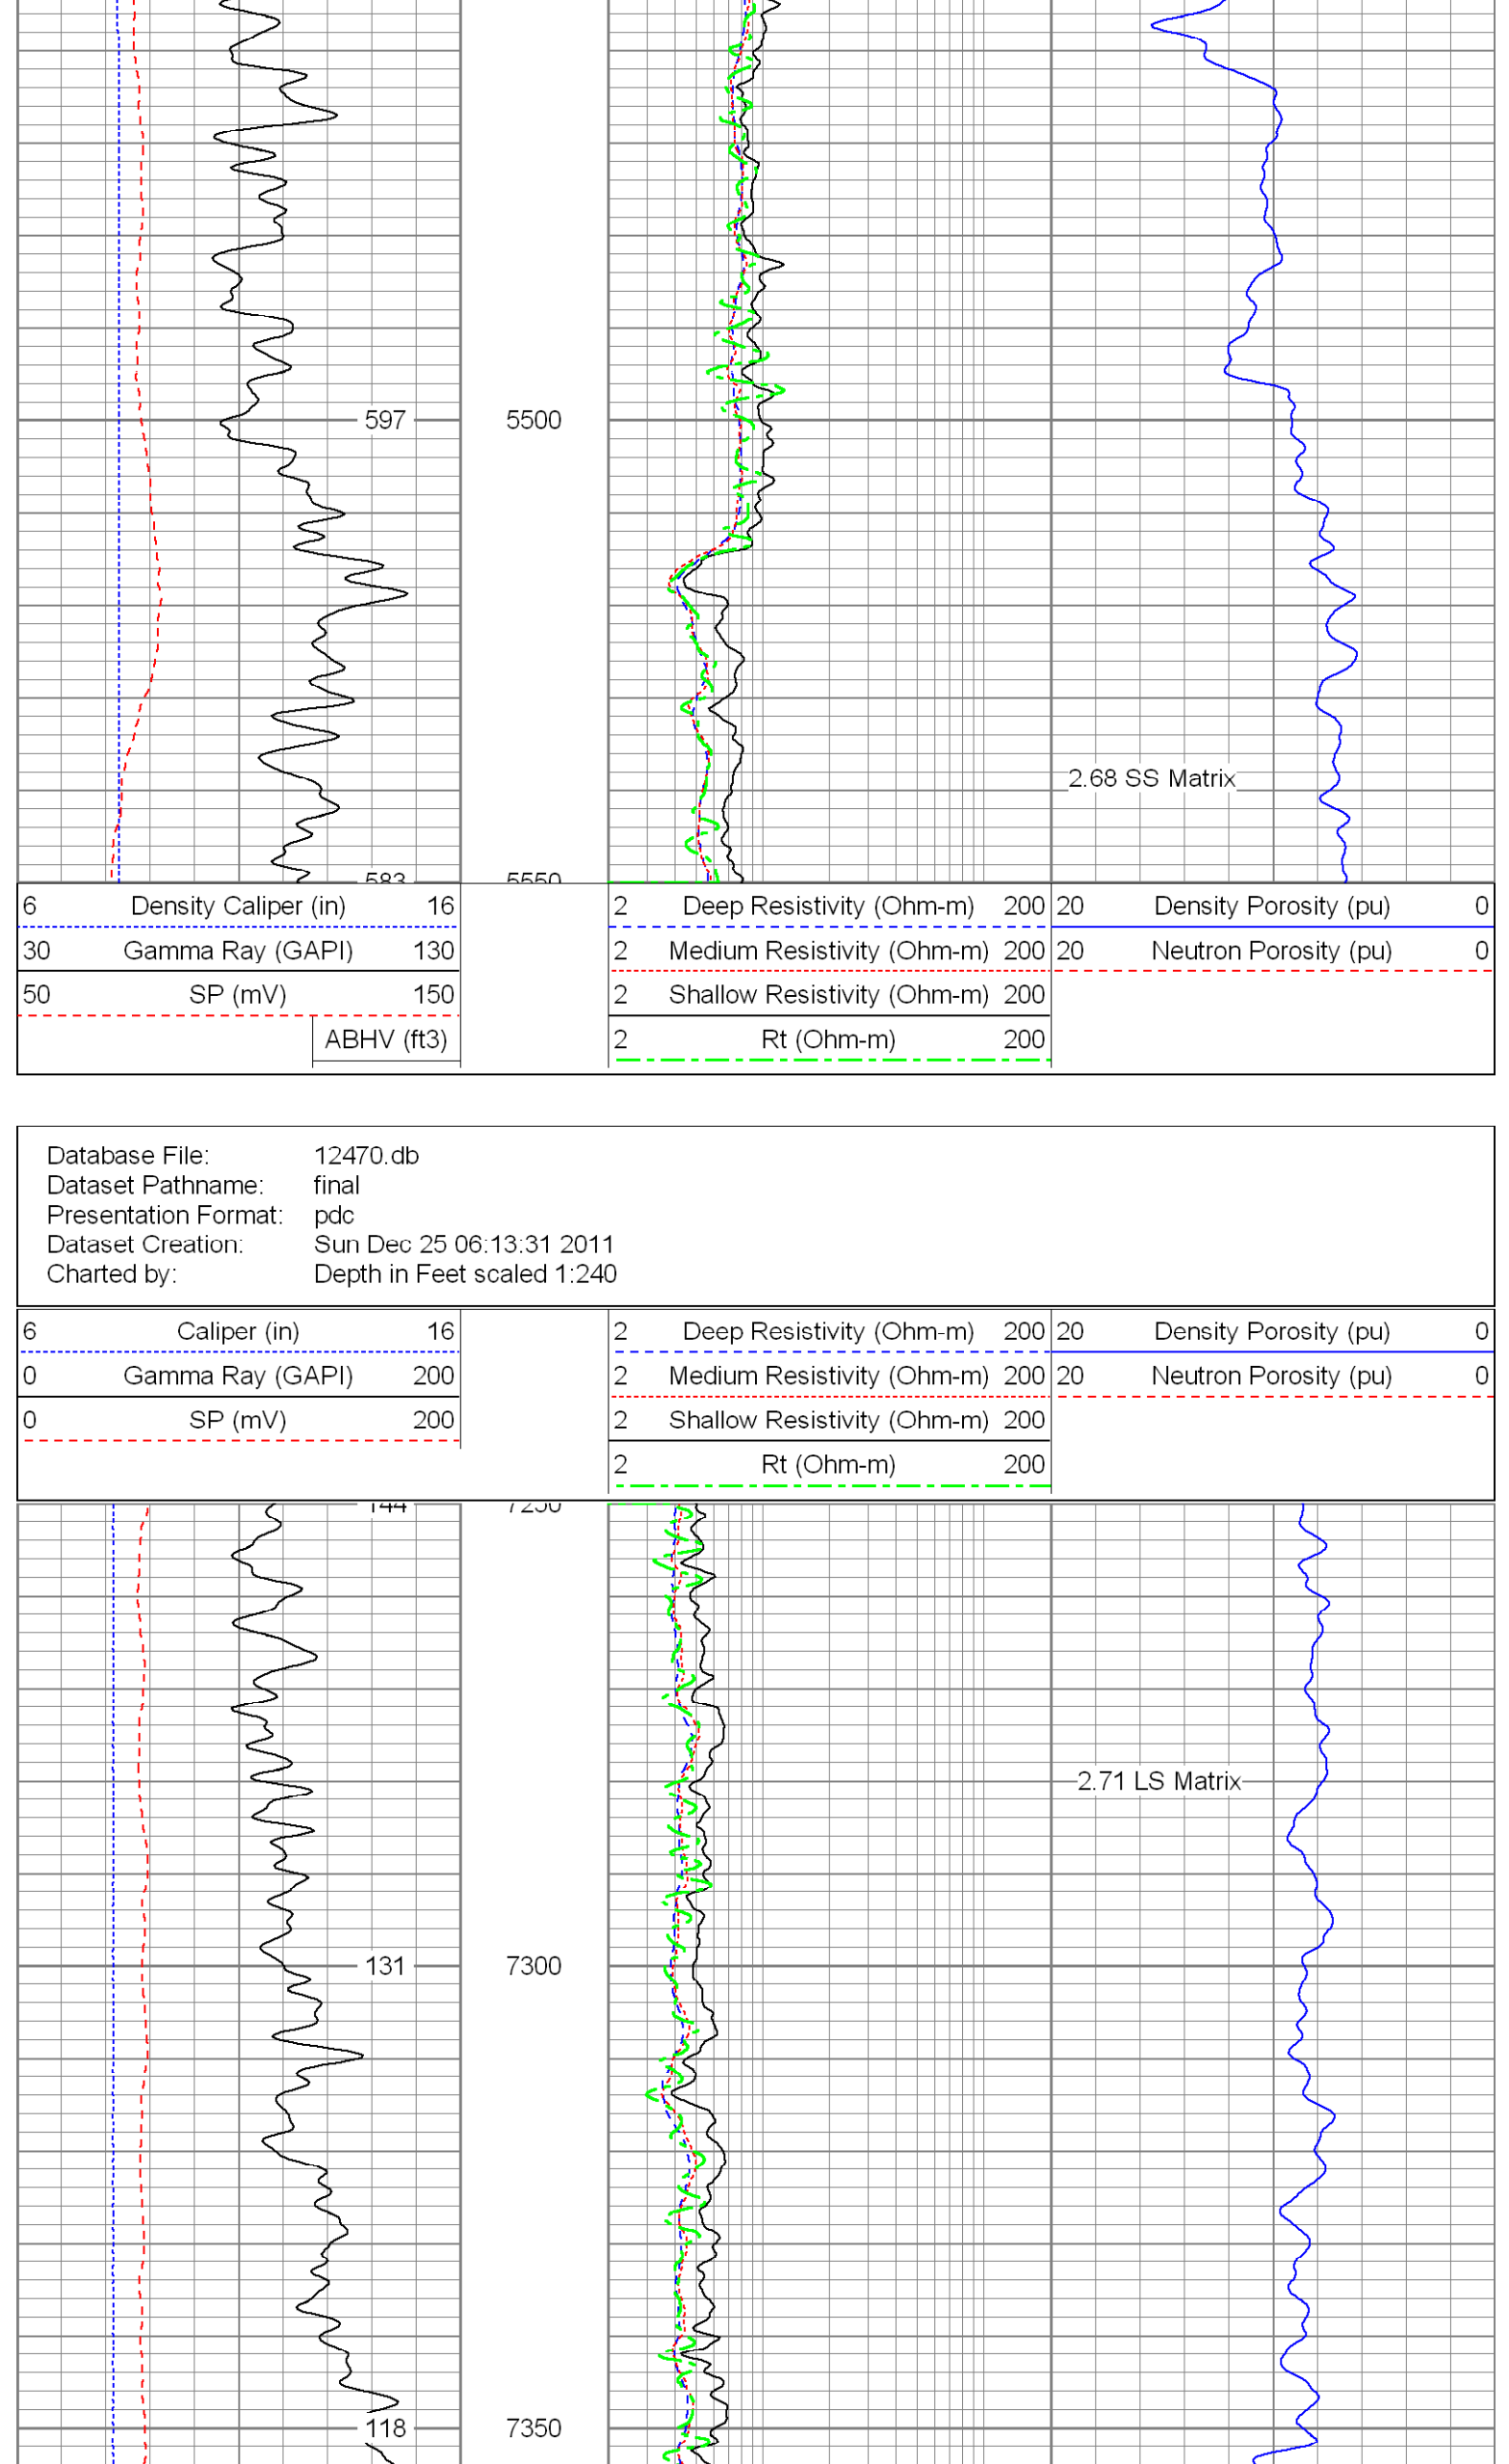 597 5500
2.68 SS Matrix
583 5550
6 Density Caliper (in) 16
30 Gamma Ray (GAPI) 130
50 SP (mV) 150
ABHV (ft3)
2 Deep Resistivity (Ohm-m) 200
2 Medium Resistivity (Ohm-m) 200
2 Shallow Resistivity (Ohm-m) 200
2 Rt (Ohm-m) 200
20 Density Porosity (pu) 0
20 Neutron Porosity (pu) 0
Database File: 12470.db
Dataset Pathname: final
Presentation Format: pdc
Dataset Creation: Sun Dec 25 06:13:31 2011
Charted by: Depth in Feet scaled 1:240
6 Caliper (in) 16
0 Gamma Ray (GAPI) 200
0 SP (mV) 200
2 Deep Resistivity (Ohm-m) 200
2 Medium Resistivity (Ohm-m) 200
2 Shallow Resistivity (Ohm-m) 200
2 Rt (Ohm-m) 200
20 Density Porosity (pu) 0
20 Neutron Porosity (pu) 0
144 7250
2.71 LS Matrix
131 7300
118 7350